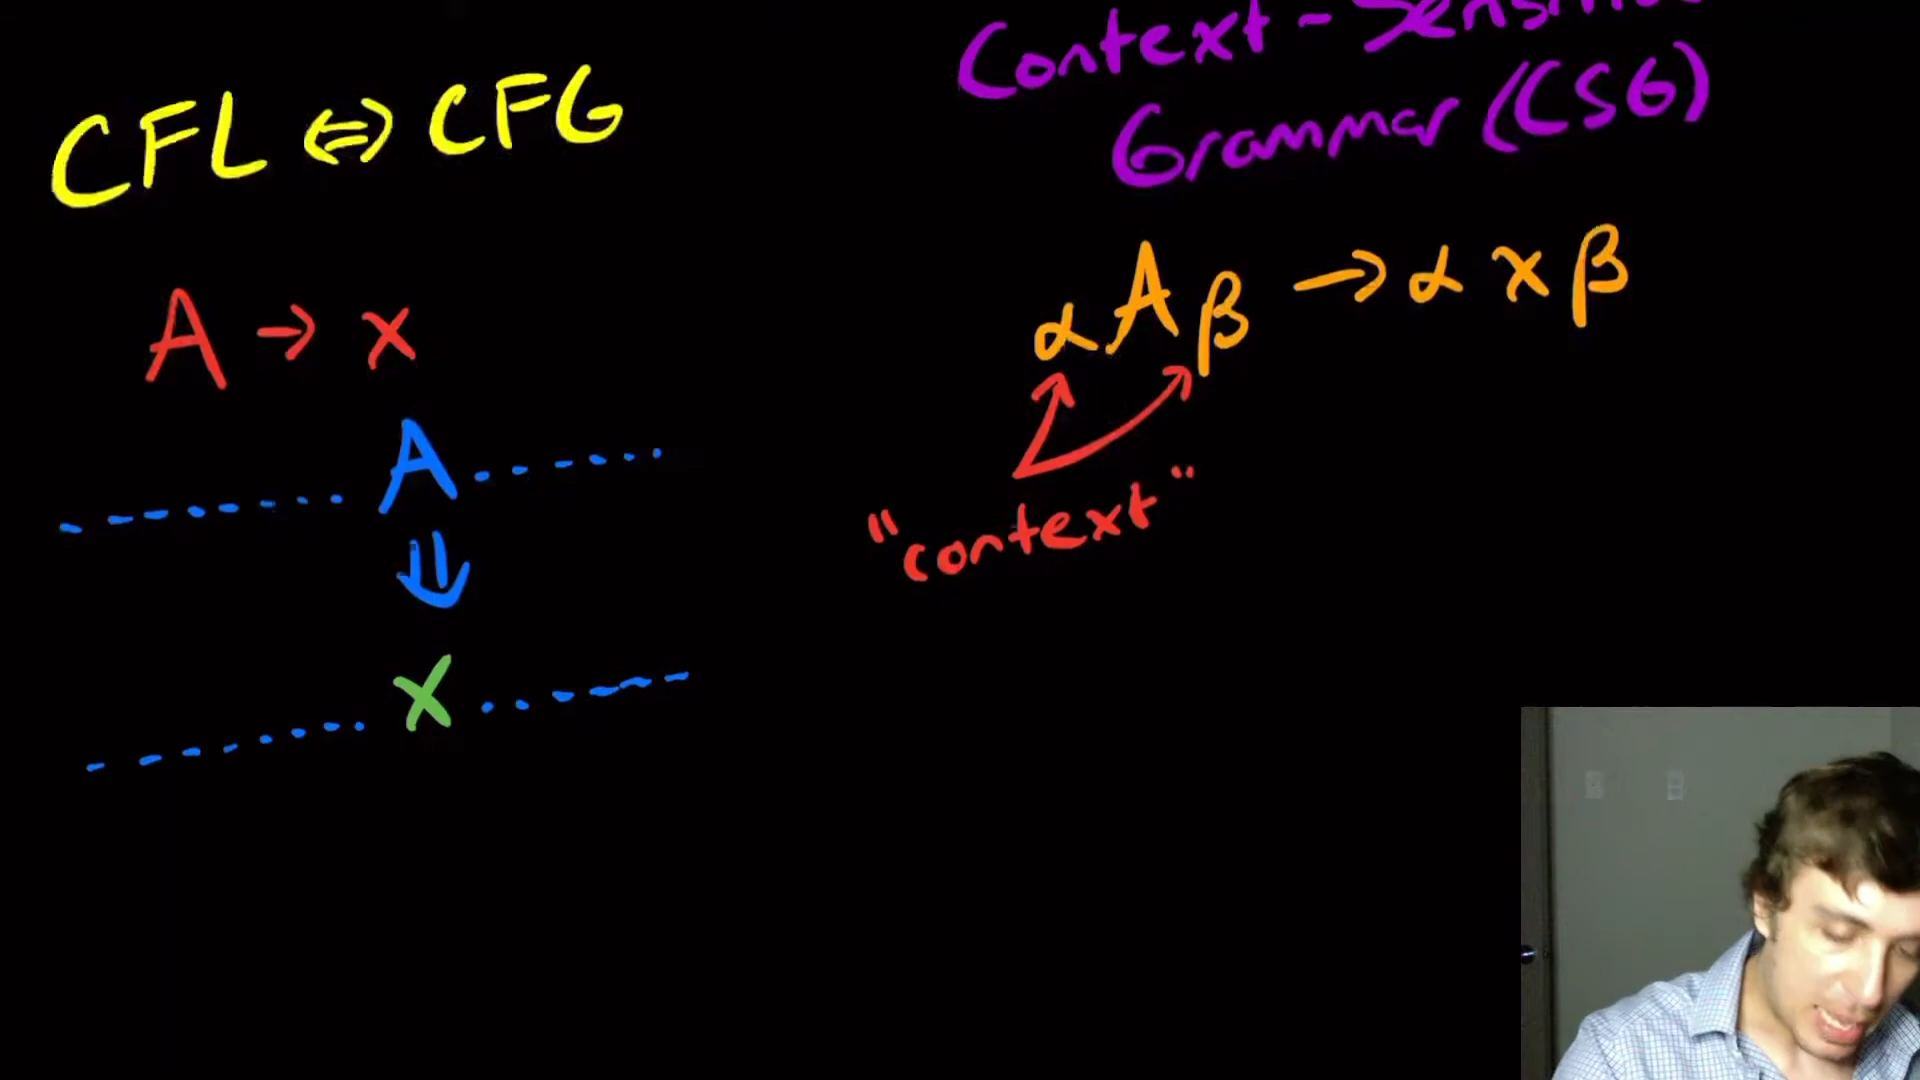 CFL ⇔ CFG
A → x
A
⇓
x
Context-Sensitive
Grammar (CSG)
αAβ → αxβ
"context"